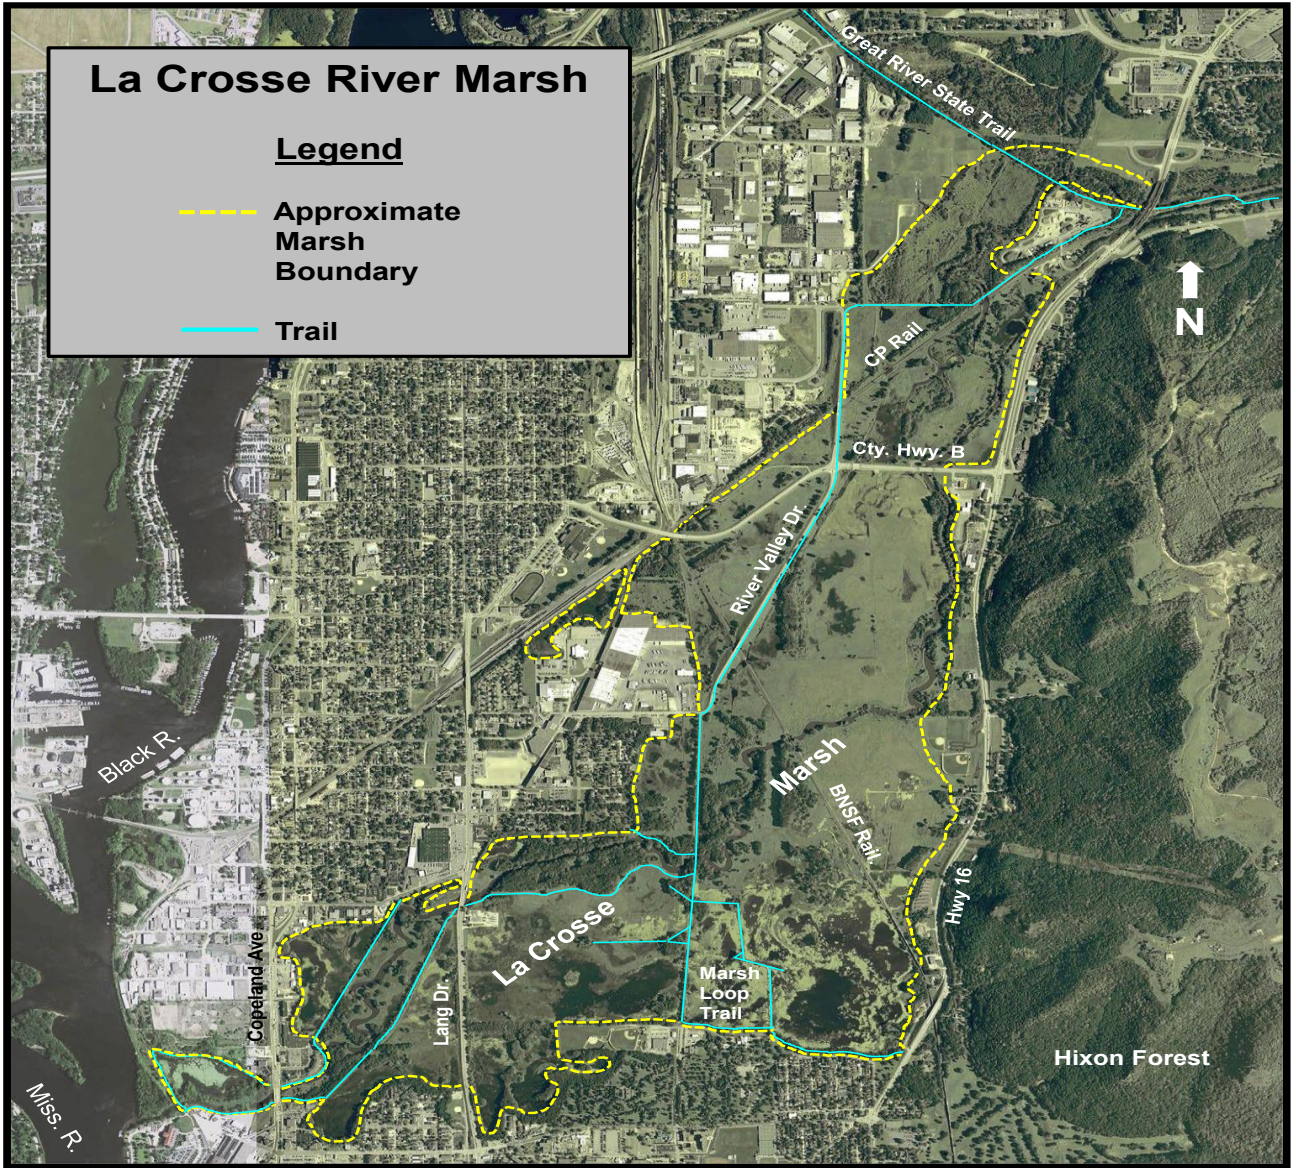 La Crosse River Marsh
Legend
Approximate
Marsh
Boundary
Trail
Great River State Trail
N
CP Rail
Cty. Hwy. B
River Valley Dr.
Black R.
Marsh
BNSF Rail.
Hwy 16
La Crosse
Copeland Ave.
Lang Dr.
Marsh
Loop
Trail
Hixon Forest
Miss. R.